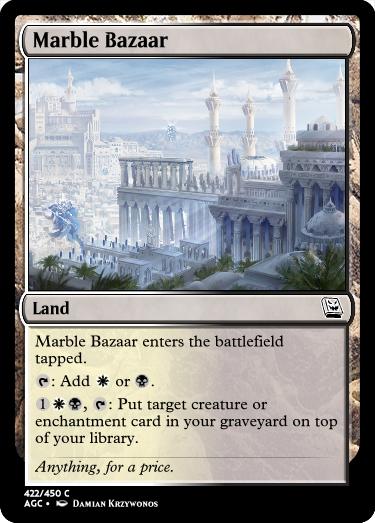 Marble Bazaar
Land
Marble Bazaar enters the battlefield
tapped.
: Add or .
1 , : Put target creature or
enchantment card in your graveyard on top
of your library.
Anything, for a price.
422/450 C
AGC • Damian Krzywonos